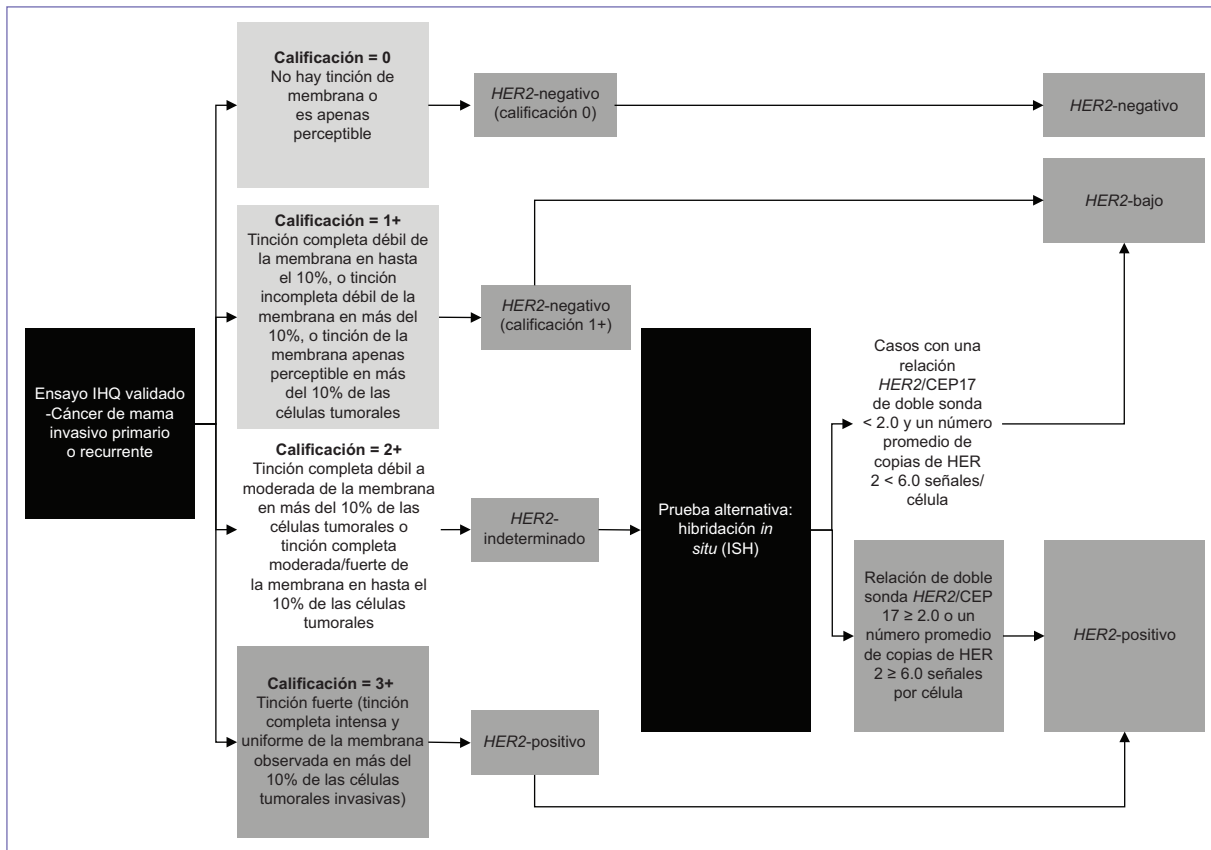 Ensayo IHQ validado
-Cáncer de mama
invasivo primario
o recurrente
Calificación = 0
No hay tinción de
membrana o
es apenas
perceptible
HER2-negativo
(calificación 0)
HER2-negativo
Calificación = 1+
Tinción completa débil de
la membrana en hasta
el 10%, o tinción
incompleta débil de la
membrana en más del
10%, o tinción de la
membrana apenas
perceptible en más
del 10% de las
células tumorales
HER2-negativo
(calificación 1+)
HER2-bajo
Calificación = 2+
Tinción completa débil a
moderada de la membrana
en más del 10% de las
células tumorales o
tinción completa
moderada/fuerte de
la membrana en hasta el
10% de las células
tumorales
HER2-
indeterminado
Prueba alternativa:
hibridación in
situ (ISH)
Casos con una
relación
HER2/CEP17
de doble sonda
< 2.0 y un número
promedio de
copias de HER
2 < 6.0 señales/
célula
Relación de doble
sonda HER2/CEP
17 ≥ 2.0 o un
número promedio
de copias de HER
2 ≥ 6.0 señales
por célula
HER2-positivo
Calificación = 3+
Tinción fuerte (tinción
completa intensa y
uniforme de la membrana
observada en más del
10% de las células
tumorales invasivas)
HER2-positivo